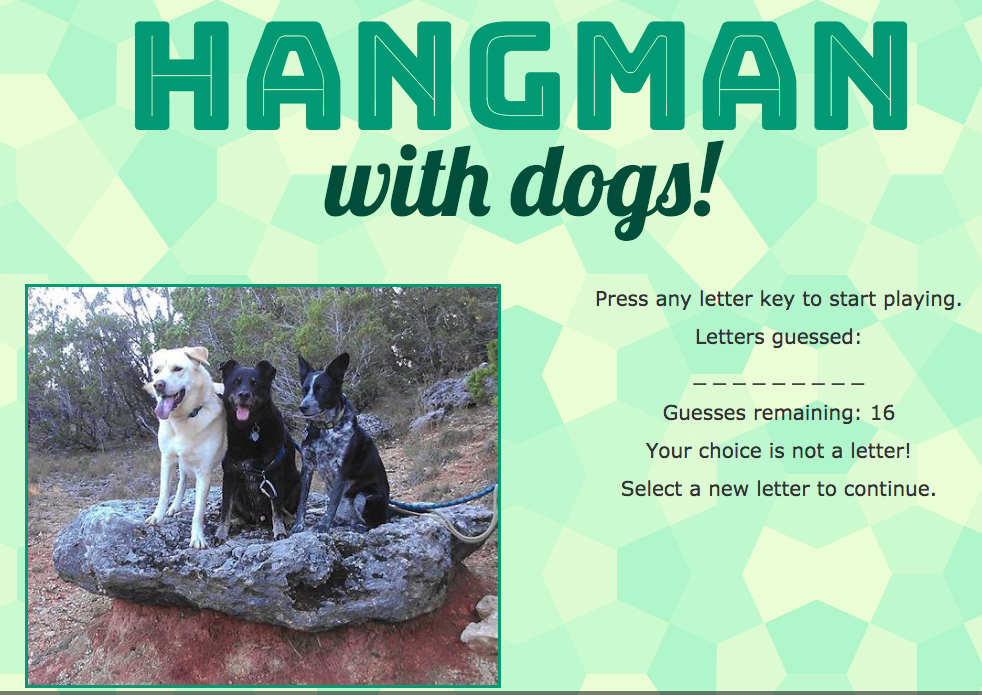 HANGMAN
with dogs!
Press any letter key to start playing.
Letters guessed:
_ _ _ _ _ _ _ _ _
Guesses remaining: 16
Your choice is not a letter!
Select a new letter to continue.